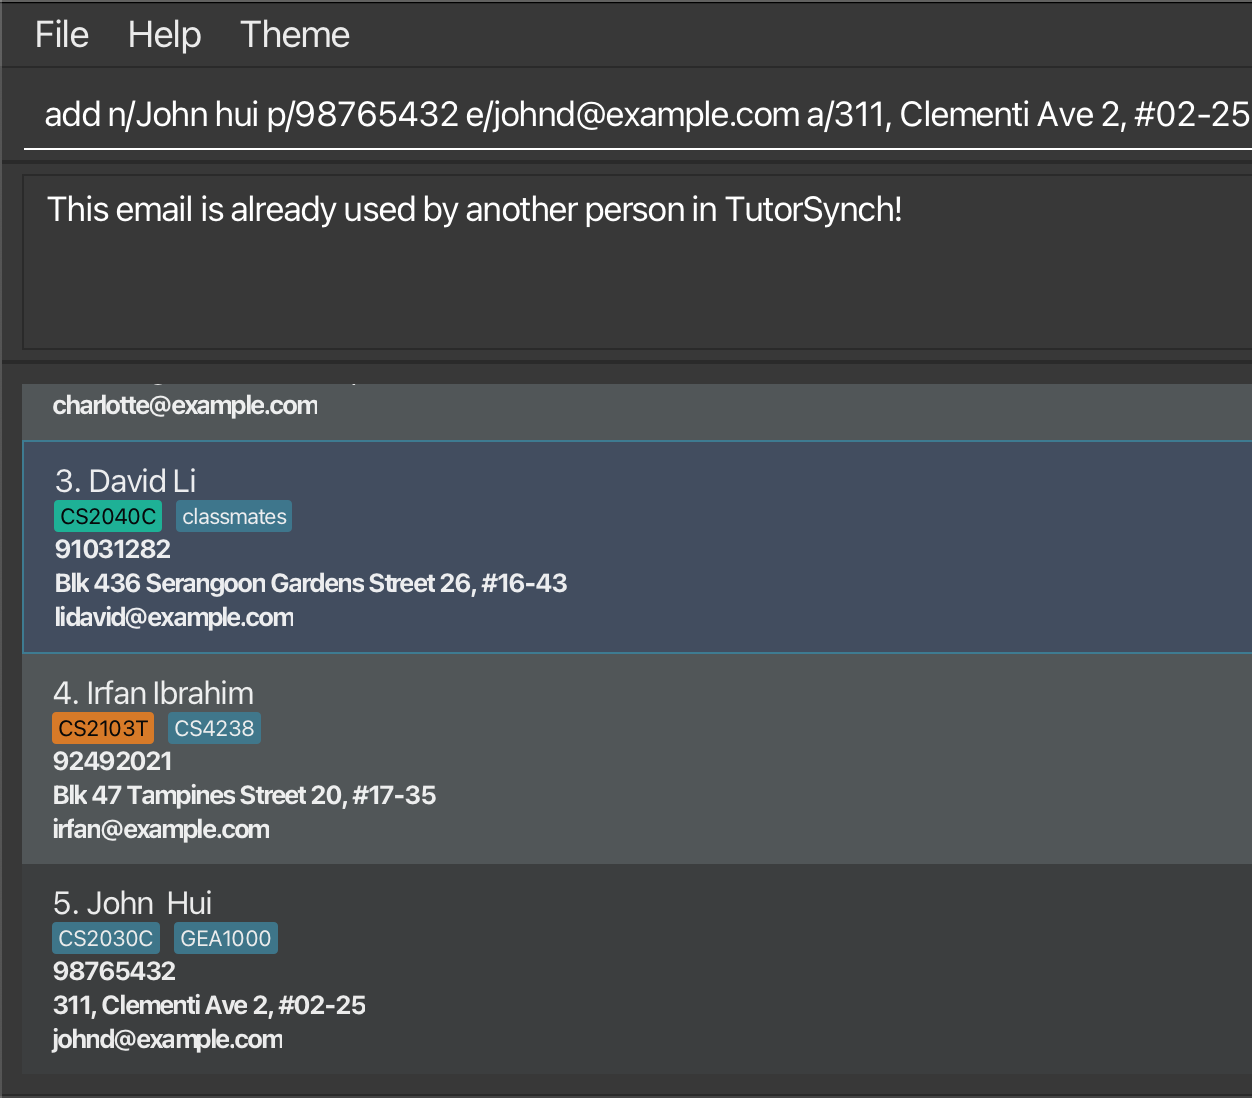 File Help Theme
add n/John hui p/98765432 e/johnd@example.com a/311, Clementi Ave 2, #02-25
This email is already used by another person in TutorSynch!
charlotte@example.com
3. David Li
CS2040C classmates
91031282
Blk 436 Serangoon Gardens Street 26, #16-43
lidavid@example.com
4. Irfan Ibrahim
CS2103T CS4238
92492021
Blk 47 Tampines Street 20, #17-35
irfan@example.com
5. John  Hui
CS2030C GEA1000
98765432
311, Clementi Ave 2, #02-25
johnd@example.com